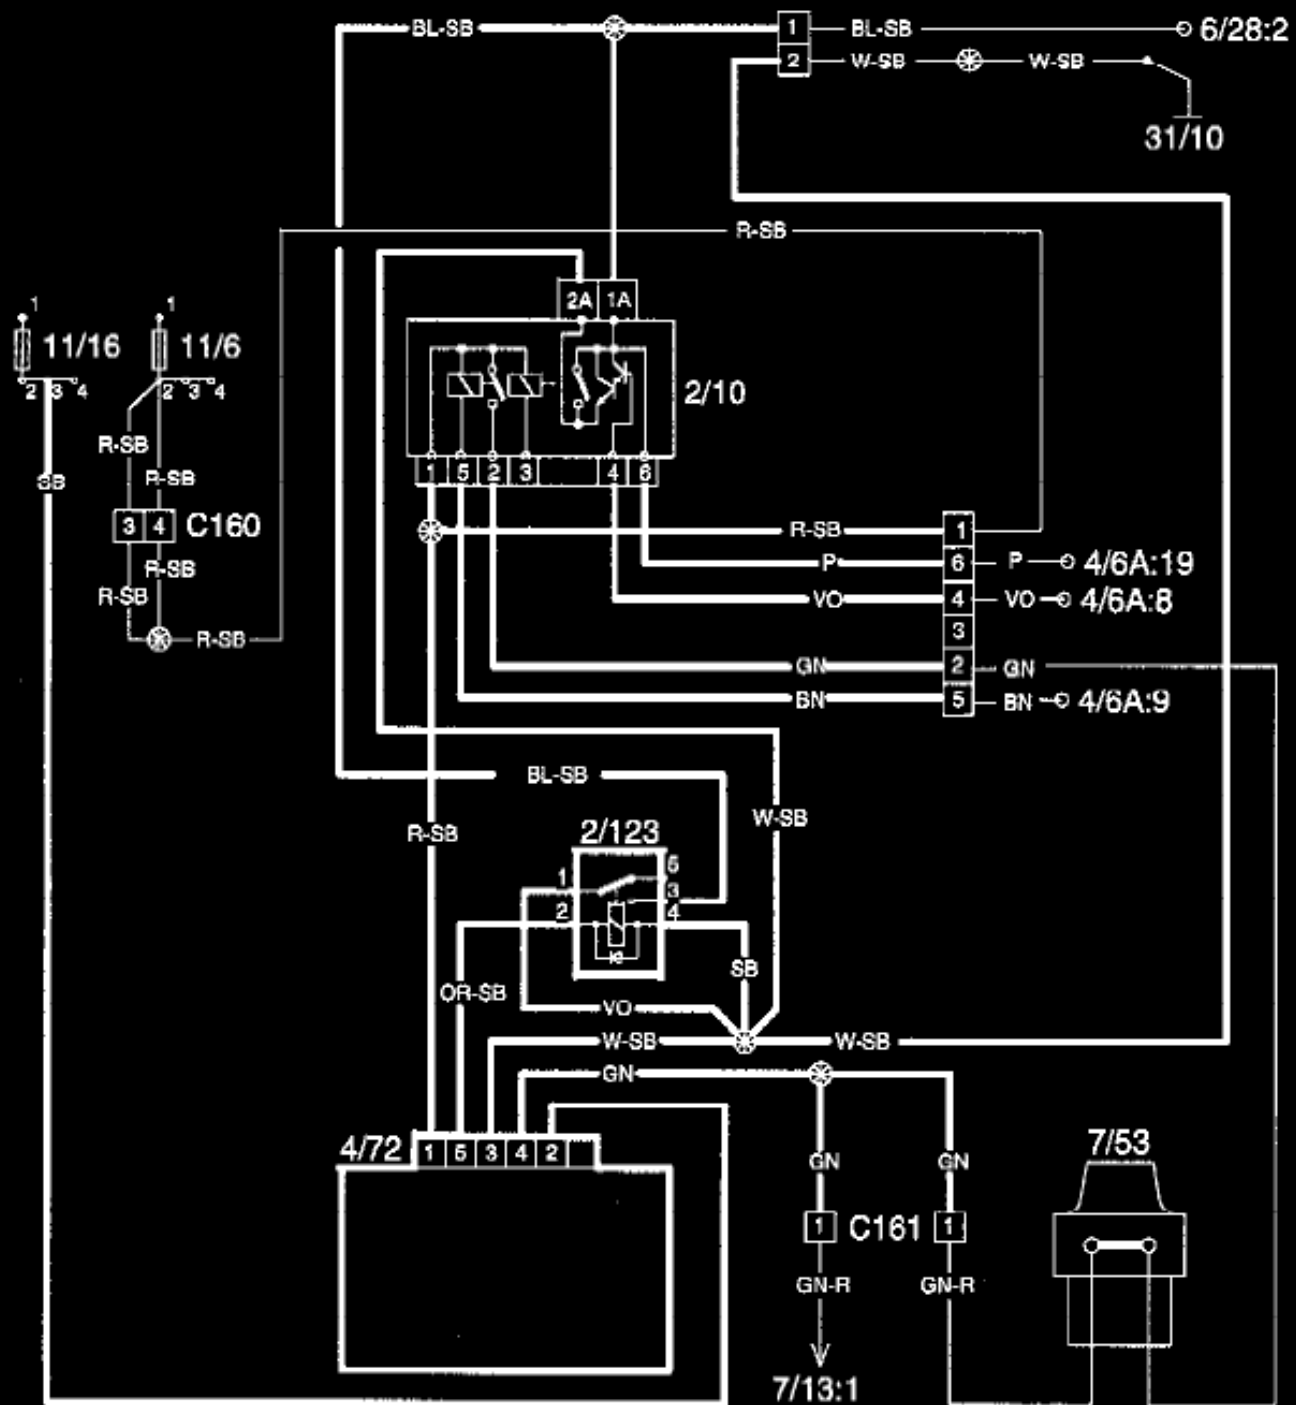 BL-SB 1 BL-SB 6/28:2
2 W-SB W-SB
31/10
R-SB
2A 1A
1 1
11/16 11/6
2 3 4 2 3 4
2/10
R-SB
SB R-SB
1 5 2 3 4 6
3 4 C160
R-SB 1
R-SB P 6 P 4/6A:19
R-SB VO 4 VO 4/6A:8
R-SB 3
GN 2 GN
BN 5 BN 4/6A:9
BL-SB
W-SB
R-SB 2/123
1 5
3
2 4
SB
OR-SB
VO
W-SB W-SB
GN
4/72 1 5 3 4 2 7/53
GN GN
1 C161 1
GN-R GN-R
7/13:1